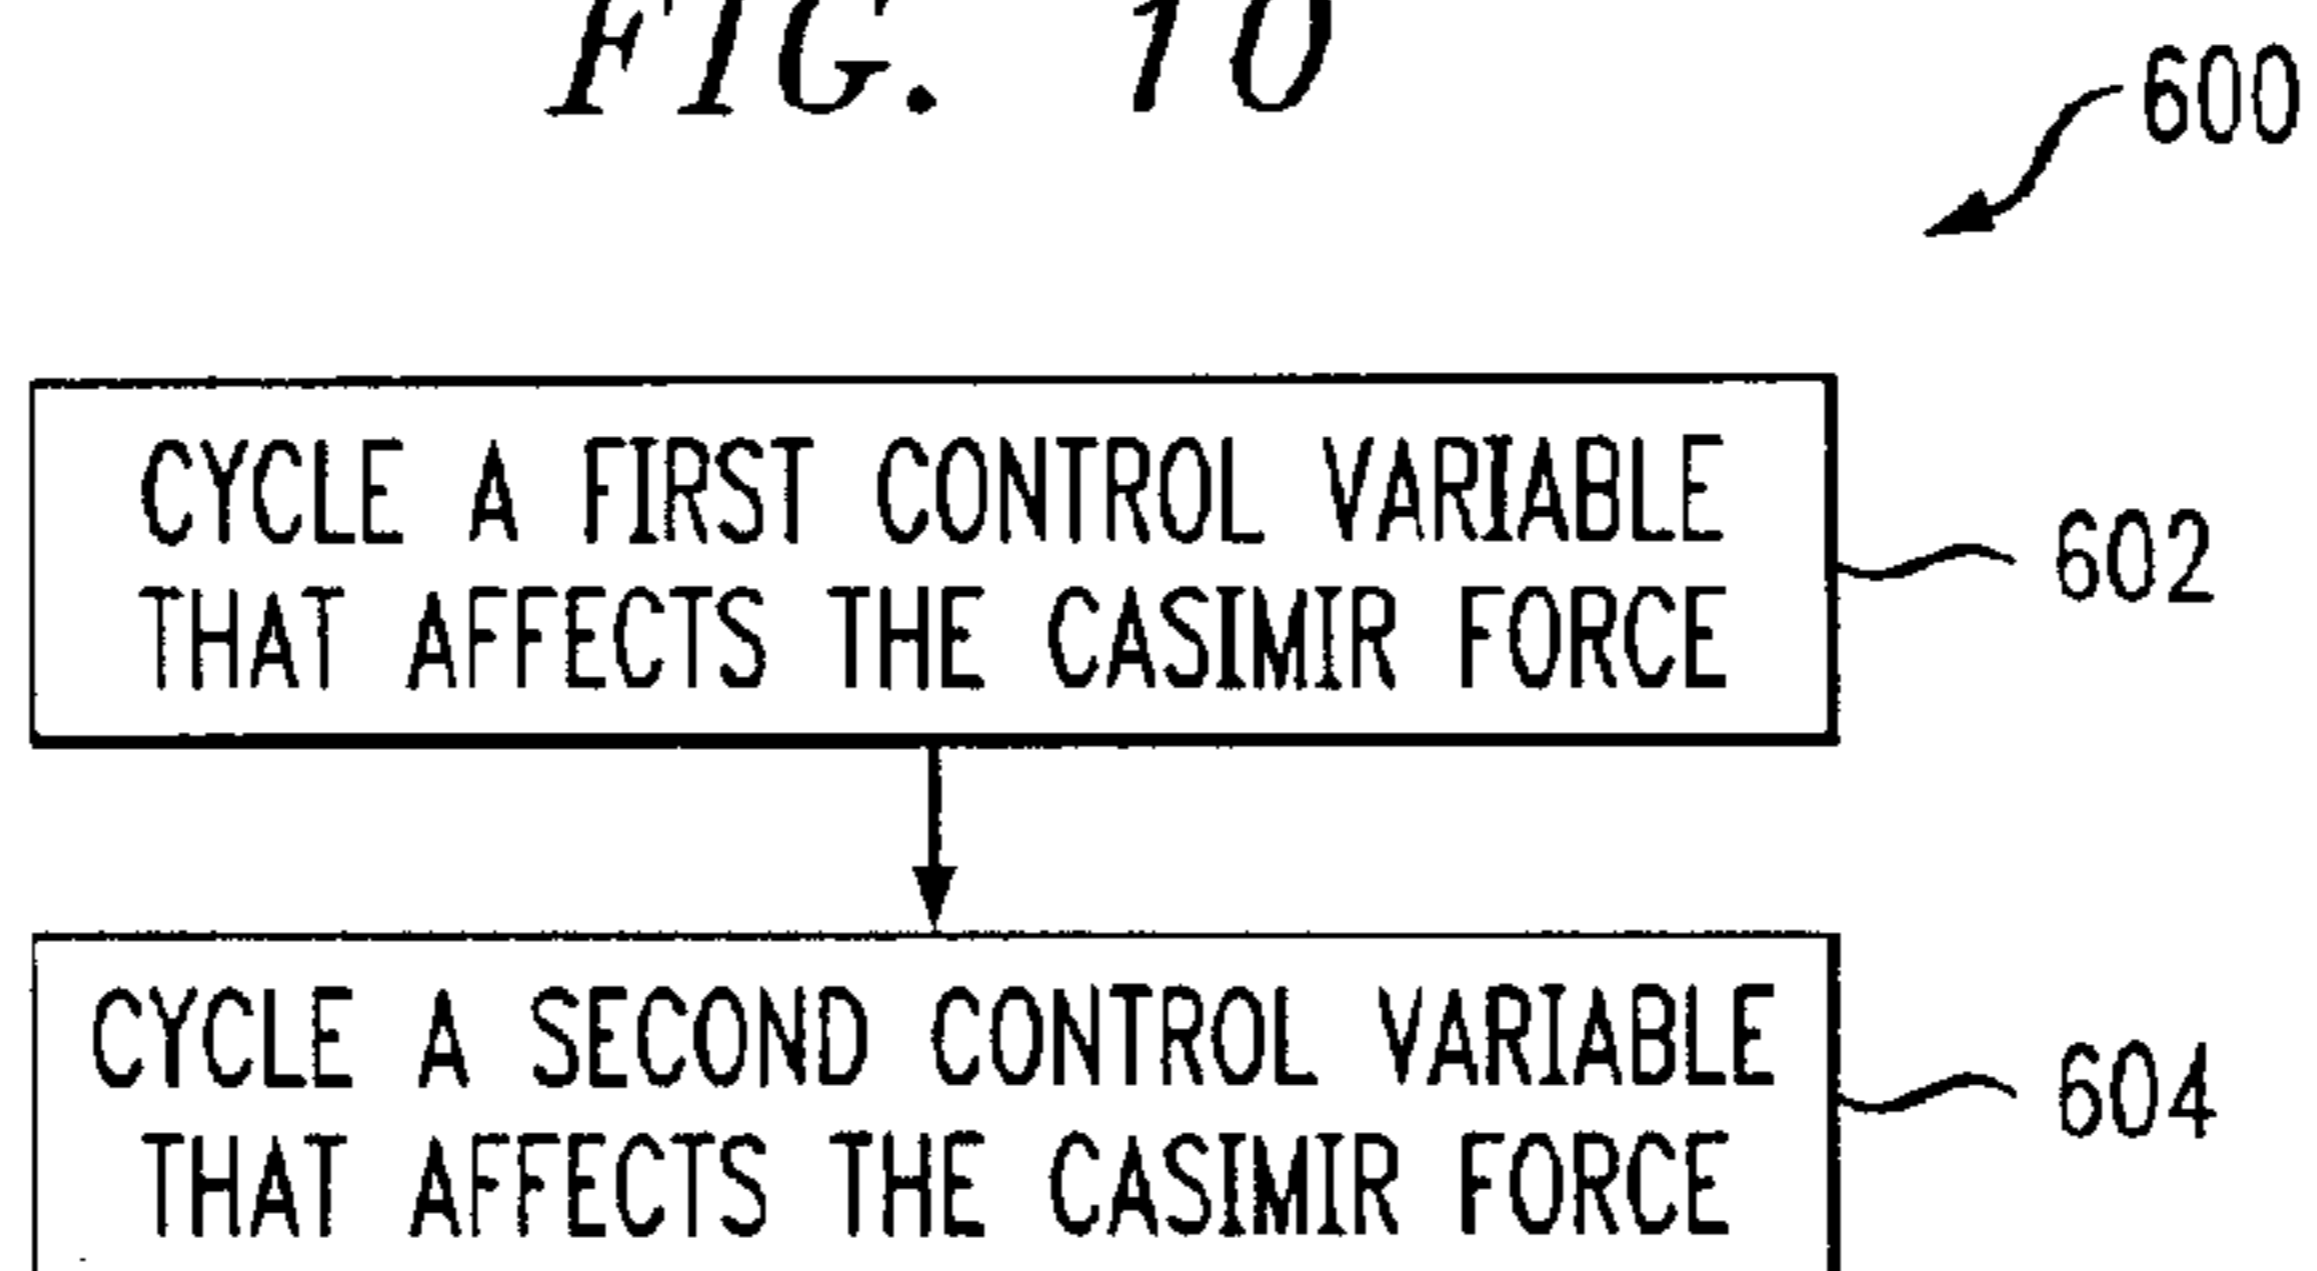 FIG. 10
600
CYCLE A FIRST CONTROL VARIABLE
THAT AFFECTS THE CASIMIR FORCE
602
CYCLE A SECOND CONTROL VARIABLE
THAT AFFECTS THE CASIMIR FORCE
604